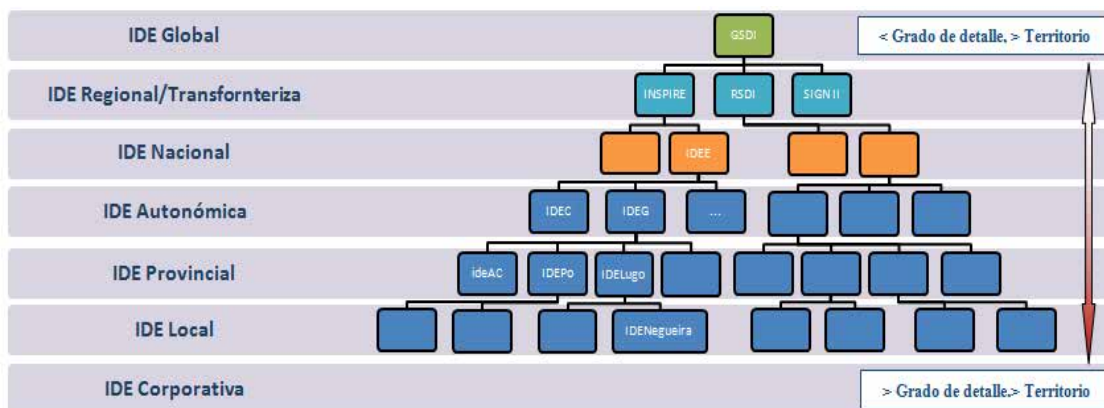 IDE Global
GSDI
< Grado de detalle. > Territorio
IDE Regional/Transfornteriza
INSPIRE
RSDI
SIGN II
IDE Nacional
IDEE
IDE Autonómica
IDEC
IDEG
...
IDE Provincial
ideAC
IDEPo
IDELugo
IDE Local
IDENegueira
IDE Corporativa
> Grado de detalle.> Territorio